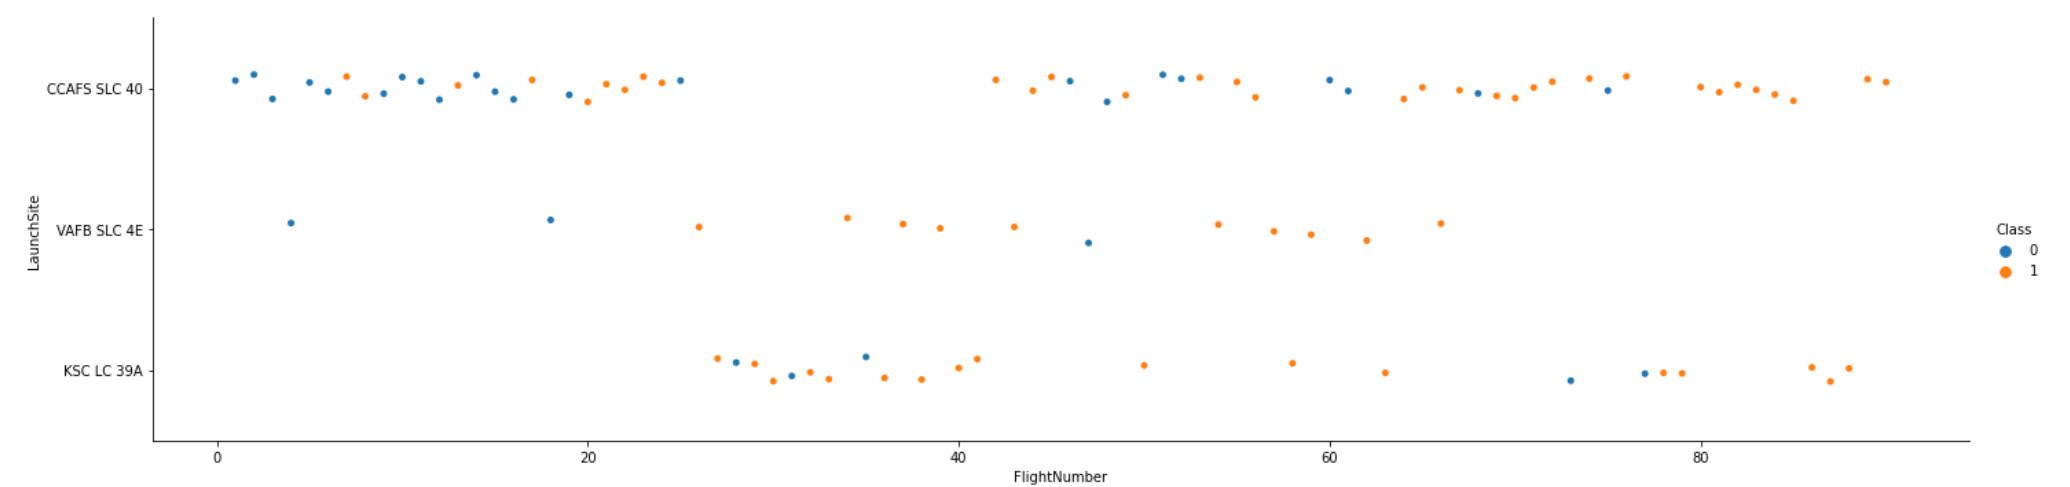 CCAFS SLC 40
VAFB SLC 4E
KSC LC 39A
LaunchSite
0 20 40 60 80
FlightNumber
Class
0
1